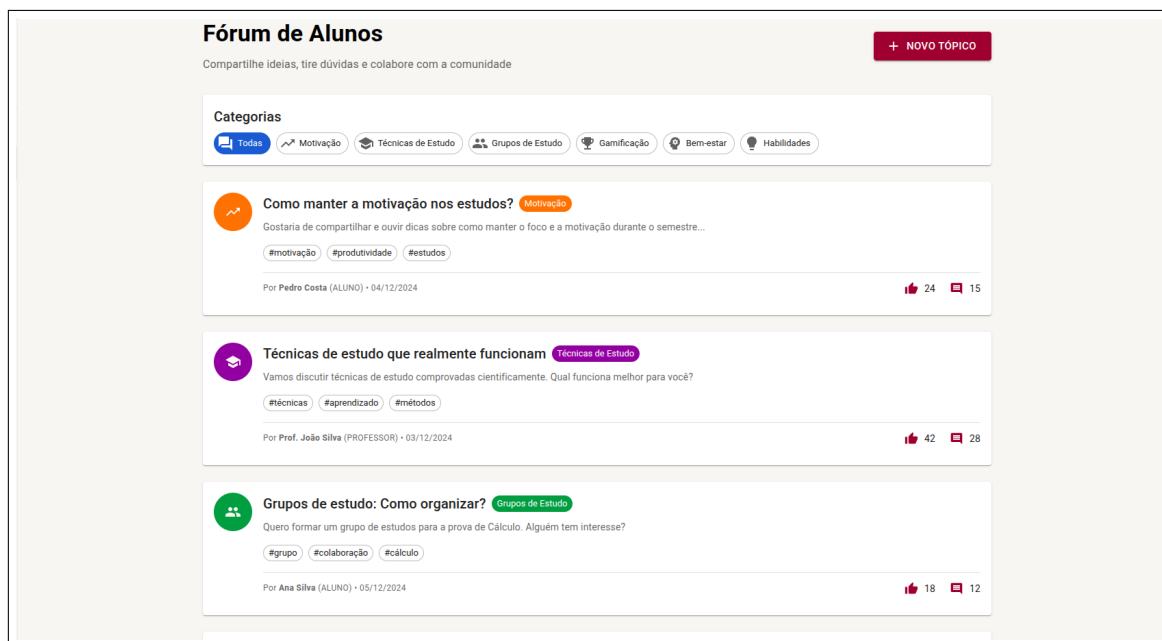 Fórum de Alunos
+ NOVO TÓPICO
Compartilhe ideias, tire dúvidas e colabore com a comunidade
Categorias
Todas Motivação Técnicas de Estudo Grupos de Estudo Gamificação Bem-estar Habilidades
Como manter a motivação nos estudos? Motivação
Gostaria de compartilhar e ouvir dicas sobre como manter o foco e a motivação durante o semestre...
#motivação #produtividade #estudos
Por Pedro Costa (ALUNO) • 04/12/2024 24 15
Técnicas de estudo que realmente funcionam Técnicas de Estudo
Vamos discutir técnicas de estudo comprovadas cientificamente. Qual funciona melhor para você?
#técnicas #aprendizado #métodos
Por Prof. João Silva (PROFESSOR) • 03/12/2024 42 28
Grupos de estudo: Como organizar? Grupos de Estudo
Quero formar um grupo de estudos para a prova de Cálculo. Alguém tem interesse?
#grupo #colaboração #cálculo
Por Ana Silva (ALUNO) • 05/12/2024 18 12